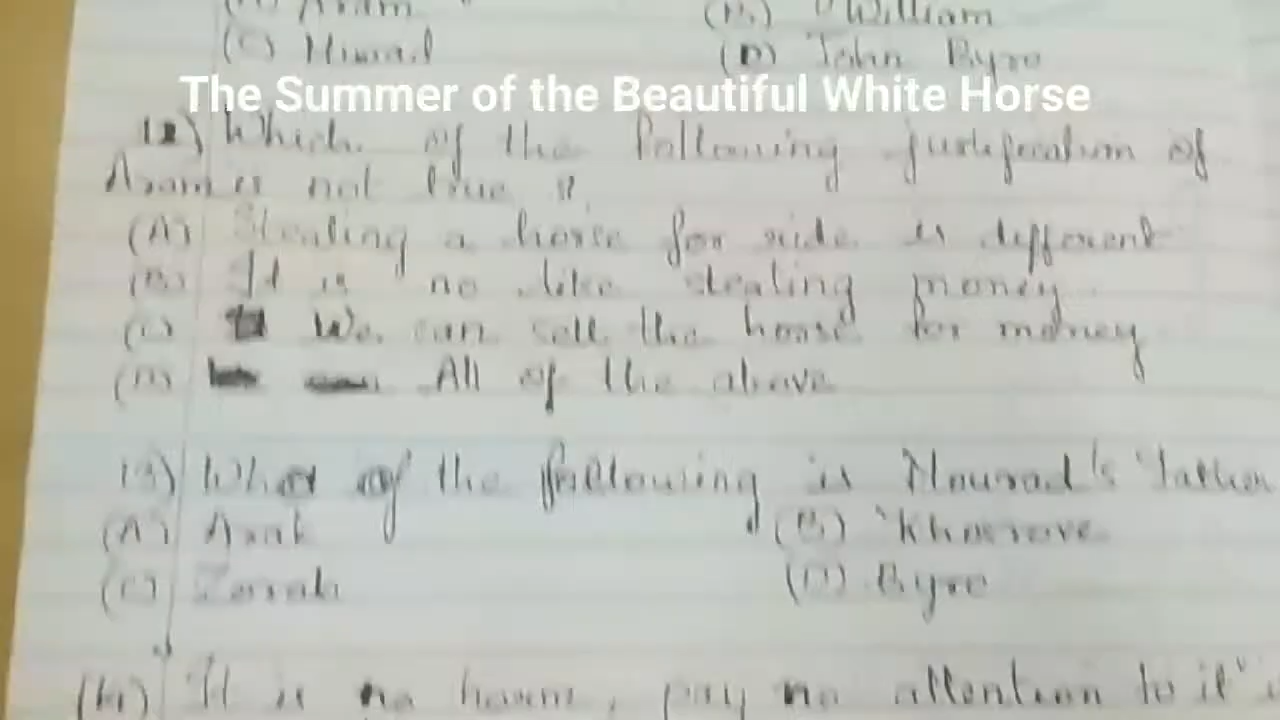 (A) Aram (B) "William
(C) Mourad (D) John Byro
The Summer of the Beautiful White Horse
12) Which of the following justification of
Aram is not true ?
(A) Stealing a horse for ride is different
(B) It is no like stealing money.
(C) We can sell the horse for money
(D) All of the above
13) What of the following is Mourad's father
(A) Arak (B) Khosrove
(C) Zorab (D) Byro
(14) "It is no harm, pay no attention to it"